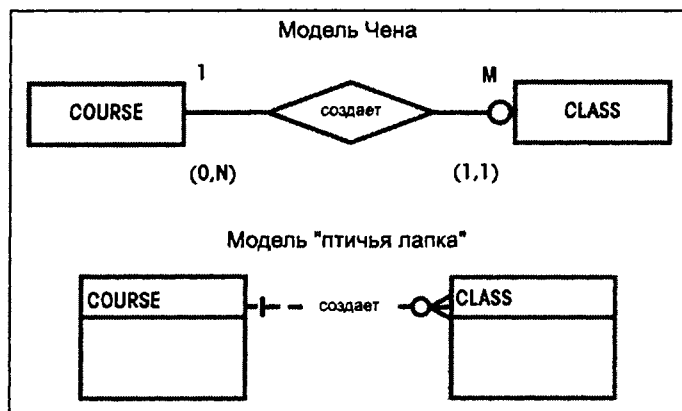 Модель Чена
1
M
COURSE
создает
CLASS
(0,N)
(1,1)
Модель "птичья лапка"
COURSE
создает
CLASS